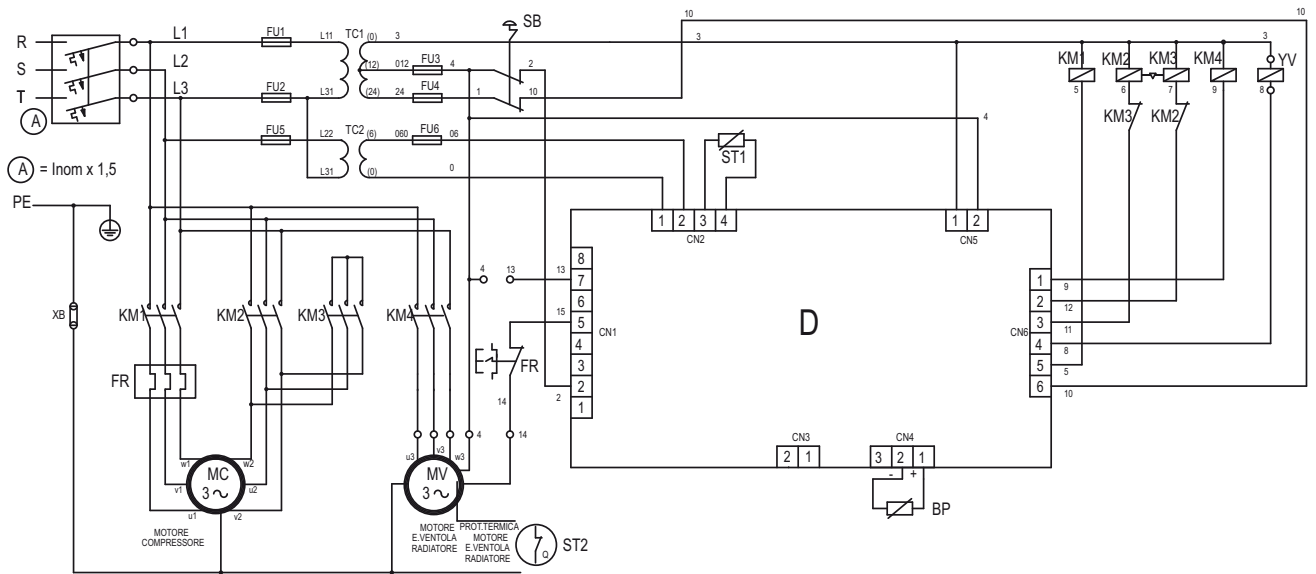 10
10
SB
R
L1
FU1
L11
TC1
(0)
3
3
3
S
L2
(12)
012
FU3
4
2
KM1
KM2
KM3
KM4
YV
T
L3
FU2
L31
(24)
24
FU4
1
10
5
6
7
9
8
A
4
KM3
KM2
FU5
L22
TC2
(6)
060
FU6
06
ST1
A = Inom x 1,5
L31
(0)
0
PE
1
2
3
4
CN2
1
2
CN5
8
7
6
5
4
3
2
1
CN1
4
13
13
15
14
2
D
1
2
3
4
5
6
CN6
9
12
11
8
5
10
XB
KM1
KM2
KM3
KM4
FR
FR
4
14
CN3
2
1
CN4
3
2
1
-
+
BP
w1
w2
v1
MC
3 ~
u2
u1
v2
MOTORE
COMPRESSORE
u3
v3
w3
MV
3 ~
MOTORE
E.VENTOLA
RADIATORE
PROT.TERMICA
MOTORE
E.VENTOLA
RADIATORE
Q
ST2